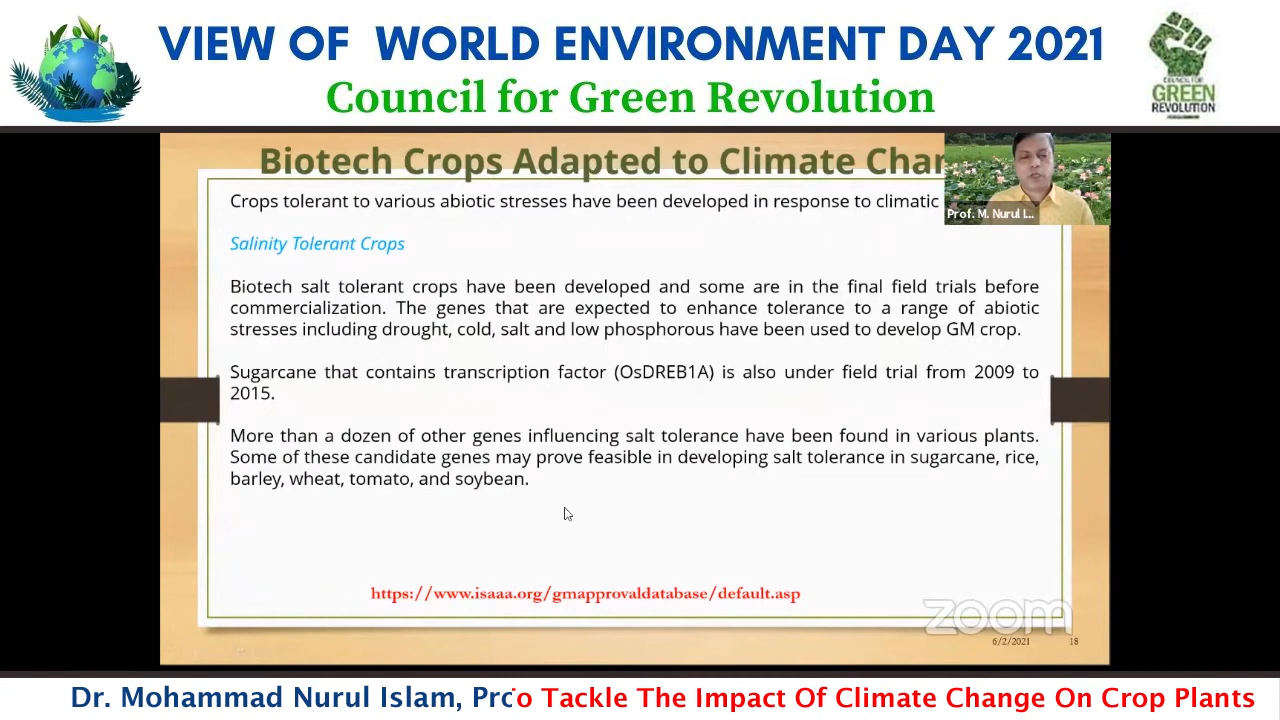 VIEW OF WORLD ENVIRONMENT DAY 2021
Council for Green Revolution
COUNCIL FOR
GREEN
REVOLUTION
Biotech Crops Adapted to Climate Chan
Prof. M. Nurul I...
Crops tolerant to various abiotic stresses have been developed in response to climatic
Salinity Tolerant Crops
Biotech salt tolerant crops have been developed and some are in the final field trials before
commercialization. The genes that are expected to enhance tolerance to a range of abiotic
stresses including drought, cold, salt and low phosphorous have been used to develop GM crop.
Sugarcane that contains transcription factor (OsDREB1A) is also under field trial from 2009 to
2015.
More than a dozen of other genes influencing salt tolerance have been found in various plants.
Some of these candidate genes may prove feasible in developing salt tolerance in sugarcane, rice,
barley, wheat, tomato, and soybean.
https://www.isaaa.org/gmapprovaldatabase/default.asp
zoom
6/2/2021 18
Dr. Mohammad Nurul Islam, Pro
To Tackle The Impact Of Climate Change On Crop Plants